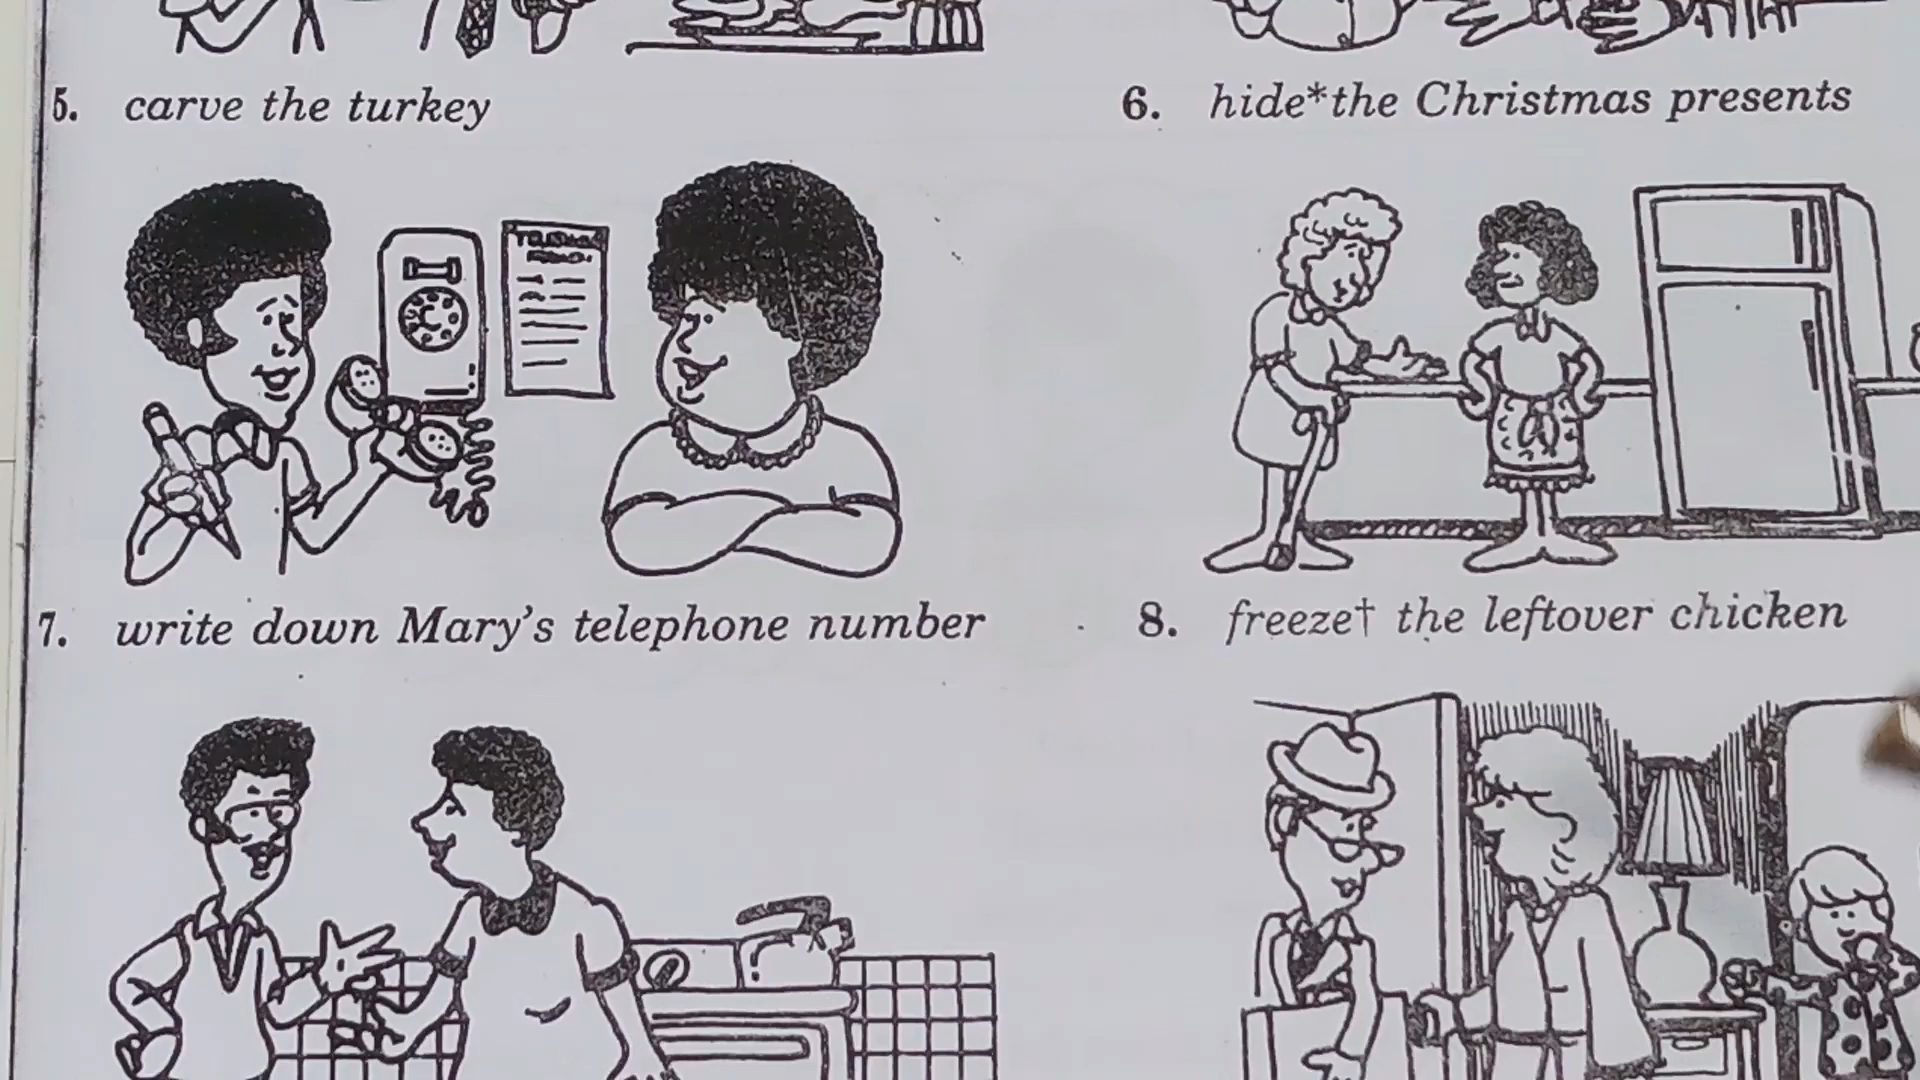 5. carve the turkey
6. hide*the Christmas presents
7. write down Mary's telephone number
8. freeze† the leftover chicken